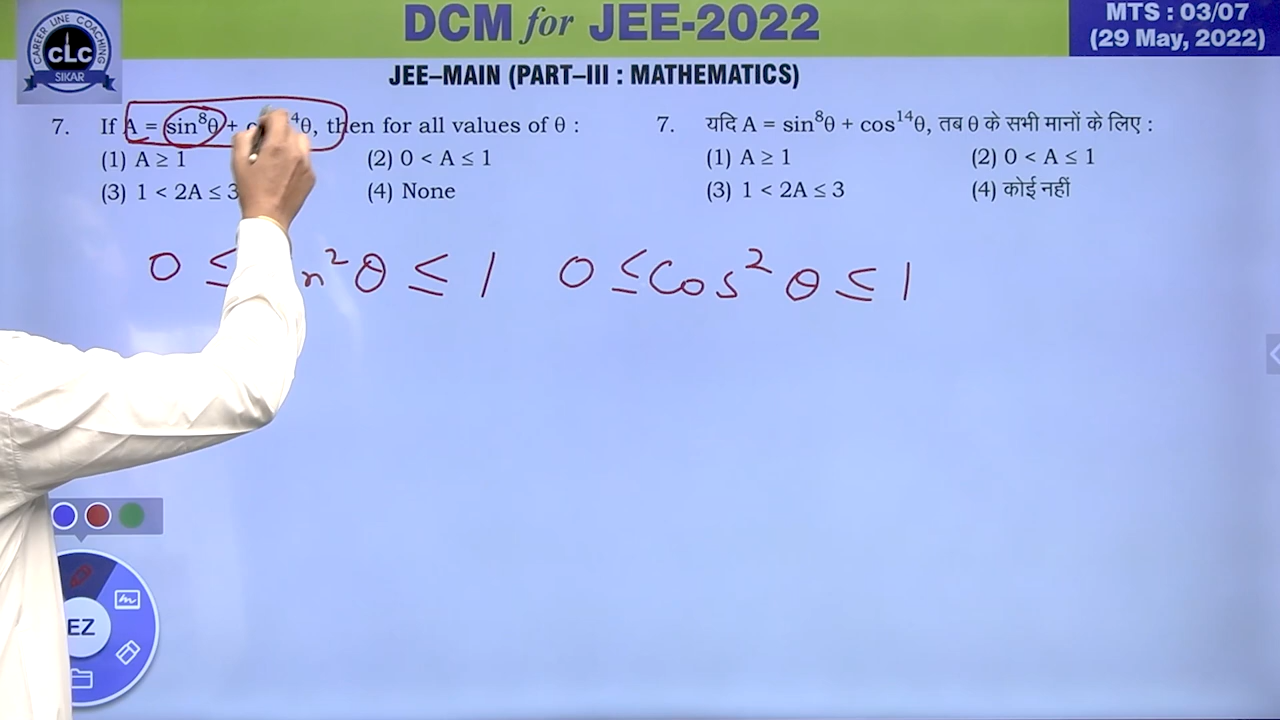 CAREER LINE COACHING
CLC
SIKAR
DCM for JEE-2022
MTS : 03/07
(29 May, 2022)
JEE–MAIN (PART–III : MATHEMATICS)
7. If A = sin⁸θ + ¹⁴θ, then for all values of θ :
(1) A ≥ 1 (2) 0 < A ≤ 1
(3) 1 < 2A ≤ 3 (4) None
7. यदि A = sin⁸θ + cos¹⁴θ, तब θ के सभी मानों के लिए :
(1) A ≥ 1 (2) 0 < A ≤ 1
(3) 1 < 2A ≤ 3 (4) कोई नहीं
0 ≤ n²θ ≤ 1 0 ≤ cos²θ ≤ 1
EZ